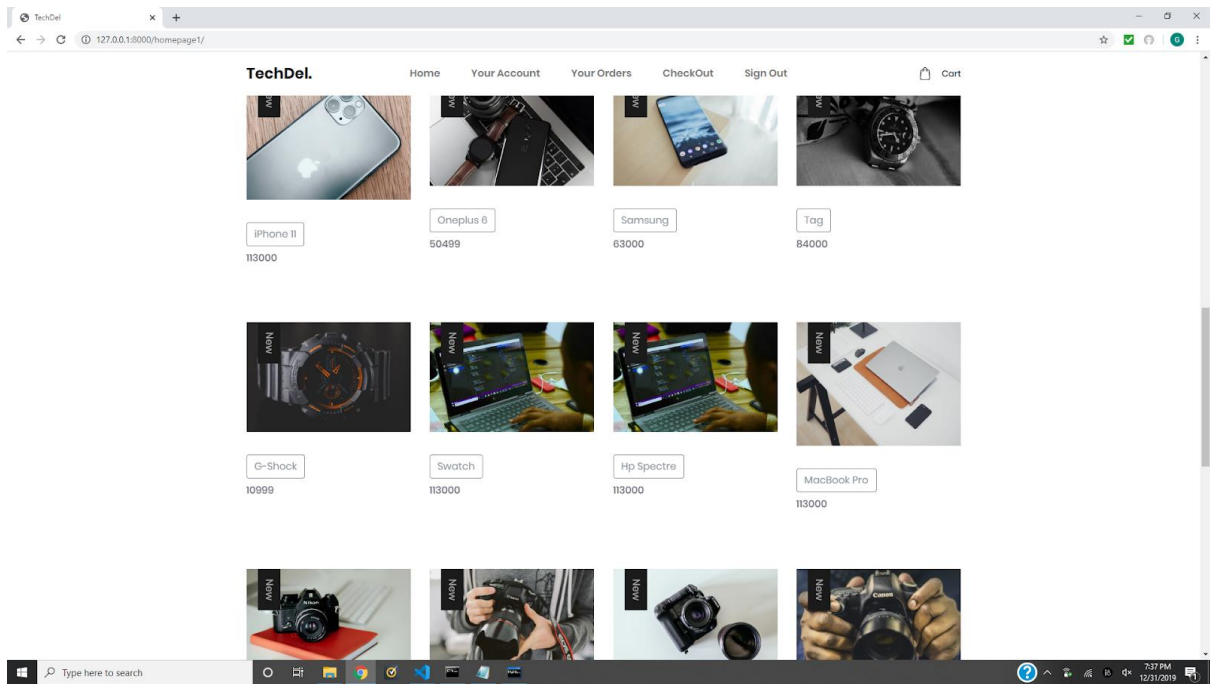 TechDel
127.0.0.1:8000/homepage1/
TechDel. Home Your Account Your Orders CheckOut Sign Out Cart
iPhone 11
113000
Oneplus 6
50499
Samsung
63000
Tag
84000
New
New
New
New
G-Shock
10999
Swatch
113000
Hp Spectre
113000
MacBook Pro
113000
New
New
New
New
Nikon
Canon
Type here to search
7:37 PM
12/31/2019